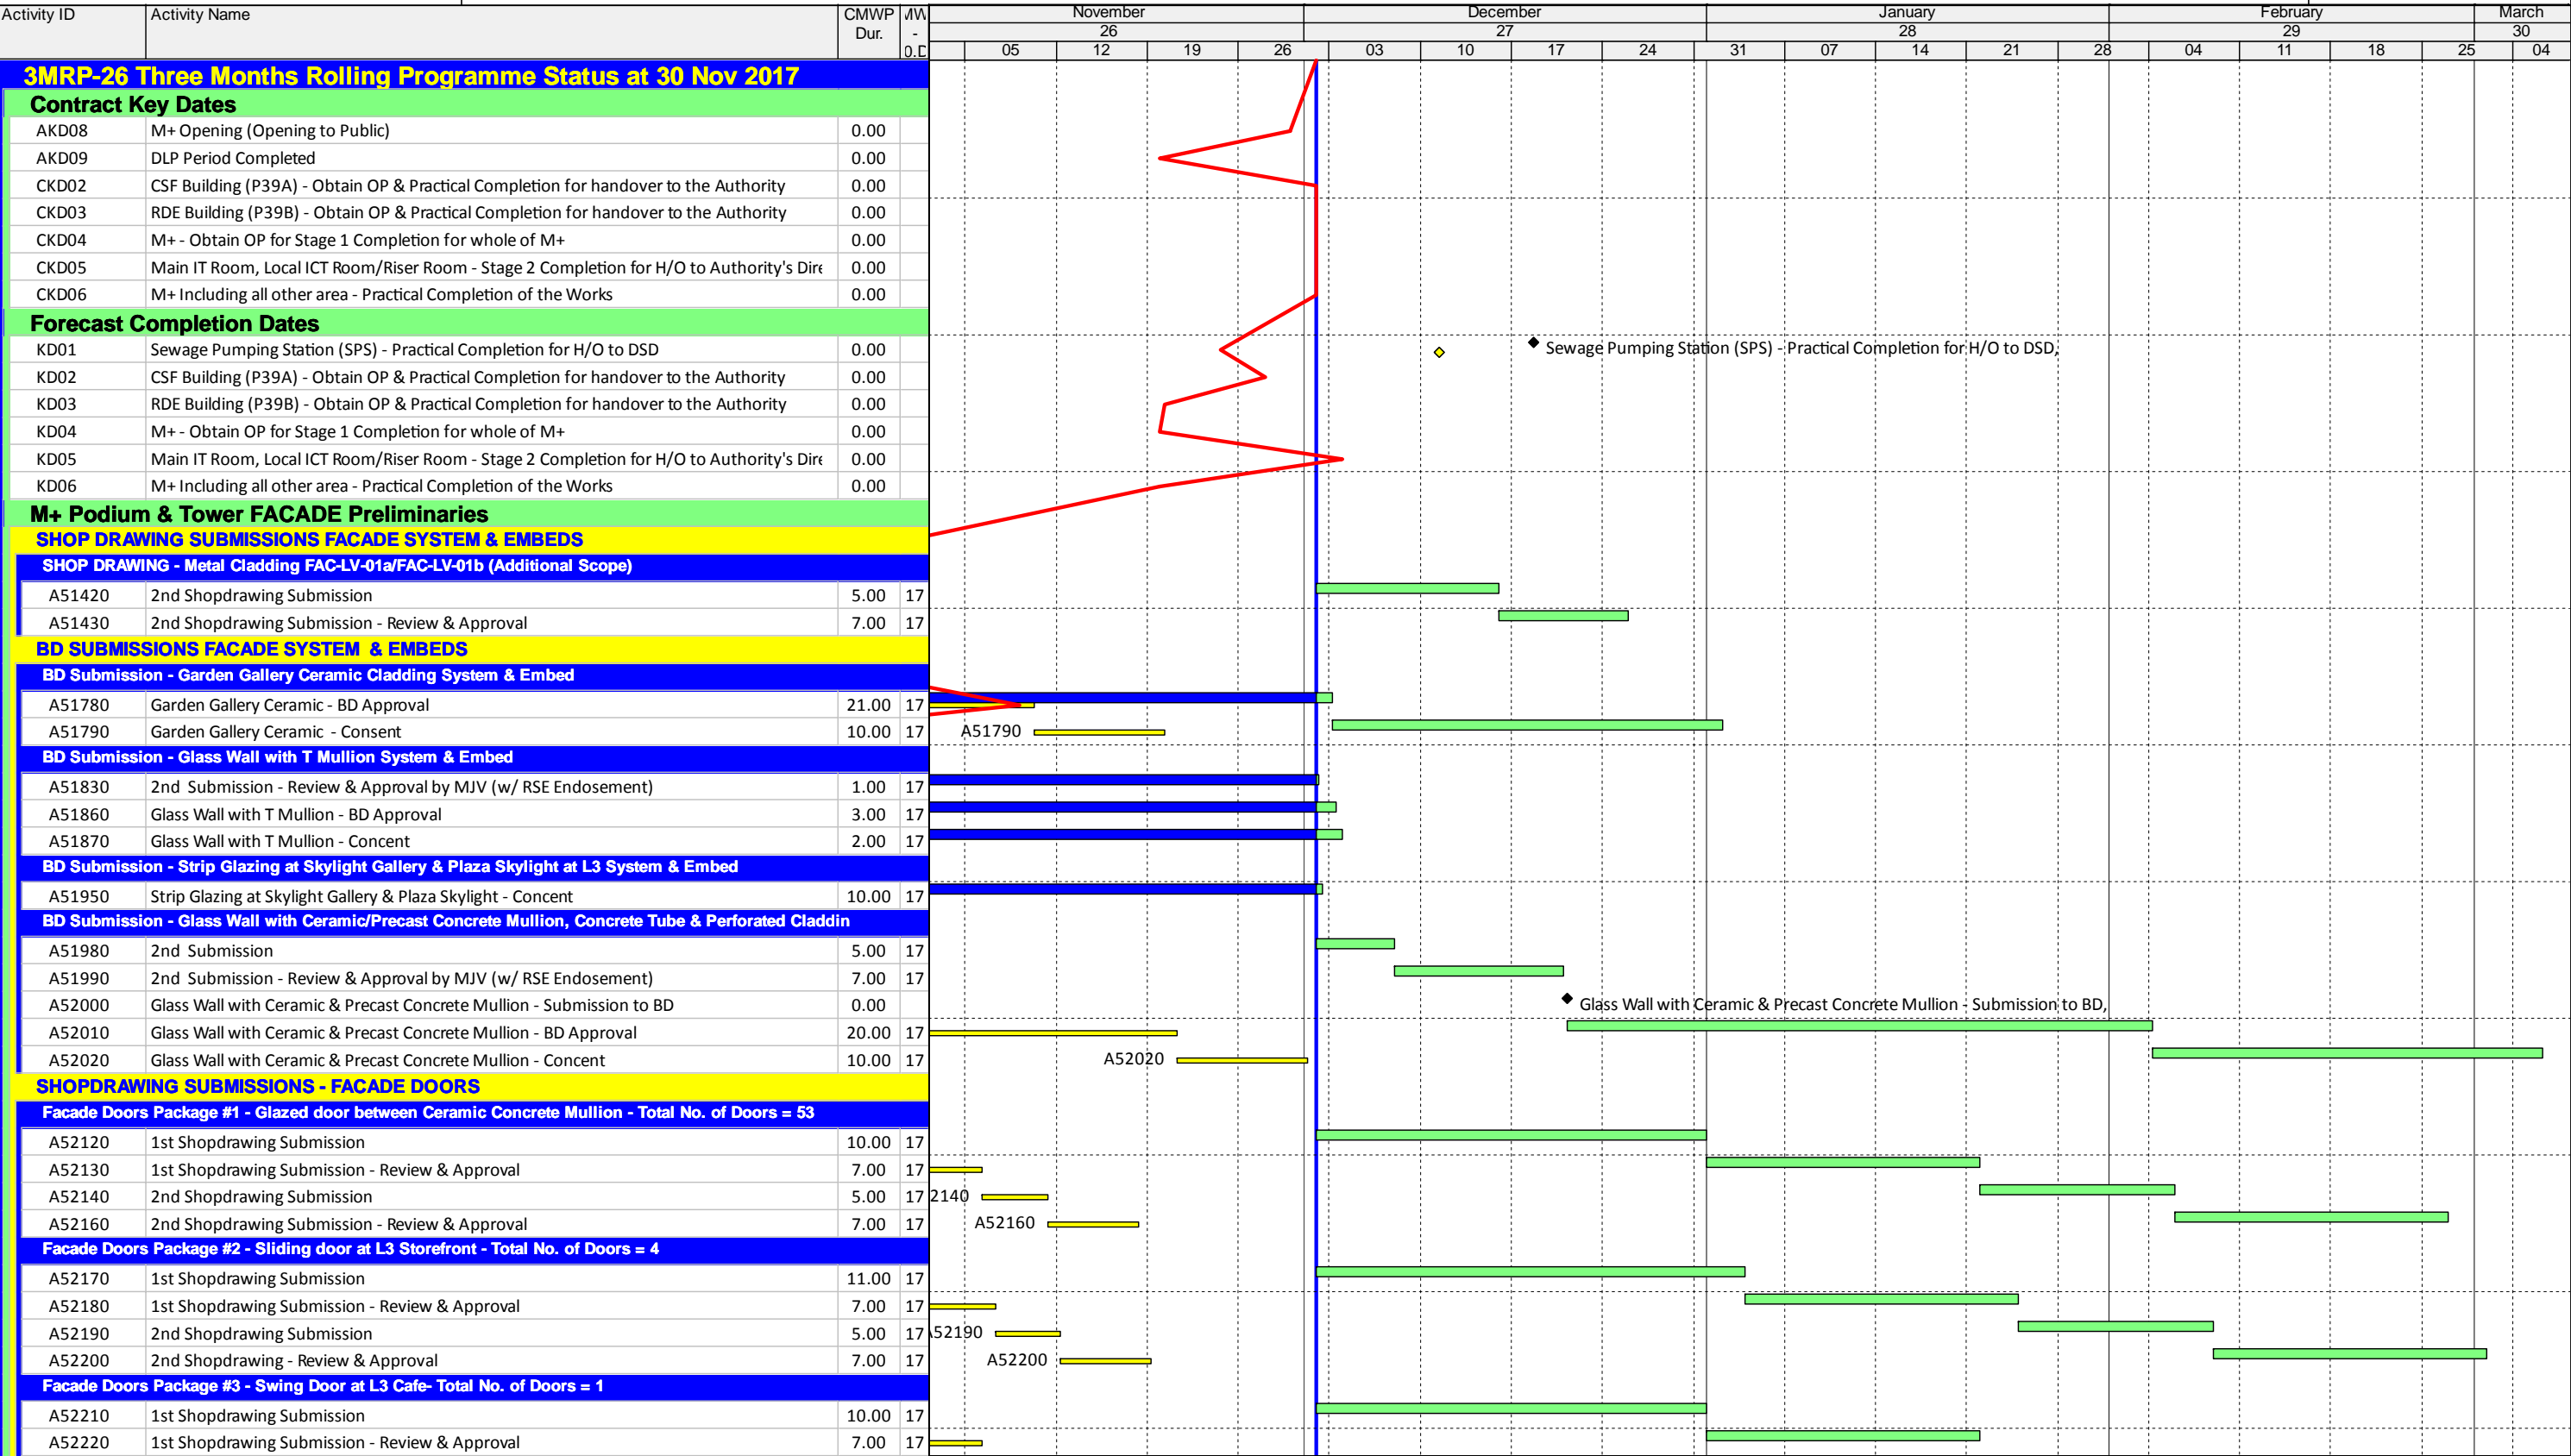 Activity ID Activity Name CMWP Dur. MW - 0.D November December January February March
26 27 28 29 30
05 12 19 26 03 10 17 24 31 07 14 21 28 04 11 18 25 04
3MRP-26 Three Months Rolling Programme Status at 30 Nov 2017
Contract Key Dates
AKD08 M+ Opening (Opening to Public) 0.00
AKD09 DLP Period Completed 0.00
CKD02 CSF Building (P39A) - Obtain OP & Practical Completion for handover to the Authority 0.00
CKD03 RDE Building (P39B) - Obtain OP & Practical Completion for handover to the Authority 0.00
CKD04 M+ - Obtain OP for Stage 1 Completion for whole of M+ 0.00
CKD05 Main IT Room, Local ICT Room/Riser Room - Stage 2 Completion for H/O to Authority's Dire 0.00
CKD06 M+ Including all other area - Practical Completion of the Works 0.00
Forecast Completion Dates
KD01 Sewage Pumping Station (SPS) - Practical Completion for H/O to DSD 0.00 Sewage Pumping Station (SPS) - Practical Completion for H/O to DSD,
KD02 CSF Building (P39A) - Obtain OP & Practical Completion for handover to the Authority 0.00
KD03 RDE Building (P39B) - Obtain OP & Practical Completion for handover to the Authority 0.00
KD04 M+ - Obtain OP for Stage 1 Completion for whole of M+ 0.00
KD05 Main IT Room, Local ICT Room/Riser Room - Stage 2 Completion for H/O to Authority's Dire 0.00
KD06 M+ Including all other area - Practical Completion of the Works 0.00
M+ Podium & Tower FACADE Preliminaries
SHOP DRAWING SUBMISSIONS FACADE SYSTEM & EMBEDS
SHOP DRAWING - Metal Cladding FAC-LV-01a/FAC-LV-01b (Additional Scope)
A51420 2nd Shopdrawing Submission 5.00 17
A51430 2nd Shopdrawing Submission - Review & Approval 7.00 17
BD SUBMISSIONS FACADE SYSTEM & EMBEDS
BD Submission - Garden Gallery Ceramic Cladding System & Embed
A51780 Garden Gallery Ceramic - BD Approval 21.00 17
A51790 Garden Gallery Ceramic - Consent 10.00 17 A51790
BD Submission - Glass Wall with T Mullion System & Embed
A51830 2nd Submission - Review & Approval by MJV (w/ RSE Endosement) 1.00 17
A51860 Glass Wall with T Mullion - BD Approval 3.00 17
A51870 Glass Wall with T Mullion - Concent 2.00 17
BD Submission - Strip Glazing at Skylight Gallery & Plaza Skylight at L3 System & Embed
A51950 Strip Glazing at Skylight Gallery & Plaza Skylight - Concent 10.00 17
BD Submission - Glass Wall with Ceramic/Precast Concrete Mullion, Concrete Tube & Perforated Claddin
A51980 2nd Submission 5.00 17
A51990 2nd Submission - Review & Approval by MJV (w/ RSE Endosement) 7.00 17
A52000 Glass Wall with Ceramic & Precast Concrete Mullion - Submission to BD 0.00 Glass Wall with Ceramic & Precast Concrete Mullion - Submission to BD,
A52010 Glass Wall with Ceramic & Precast Concrete Mullion - BD Approval 20.00 17
A52020 Glass Wall with Ceramic & Precast Concrete Mullion - Concent 10.00 17 A52020
SHOPDRAWING SUBMISSIONS - FACADE DOORS
Facade Doors Package #1 - Glazed door between Ceramic Concrete Mullion - Total No. of Doors = 53
A52120 1st Shopdrawing Submission 10.00 17
A52130 1st Shopdrawing Submission - Review & Approval 7.00 17
A52140 2nd Shopdrawing Submission 5.00 17 2140
A52160 2nd Shopdrawing Submission - Review & Approval 7.00 17 A52160
Facade Doors Package #2 - Sliding door at L3 Storefront - Total No. of Doors = 4
A52170 1st Shopdrawing Submission 11.00 17
A52180 1st Shopdrawing Submission - Review & Approval 7.00 17
A52190 2nd Shopdrawing Submission 5.00 17 A52190
A52200 2nd Shopdrawing - Review & Approval 7.00 17 A52200
Facade Doors Package #3 - Swing Door at L3 Cafe- Total No. of Doors = 1
A52210 1st Shopdrawing Submission 10.00 17
A52220 1st Shopdrawing Submission - Review & Approval 7.00 17